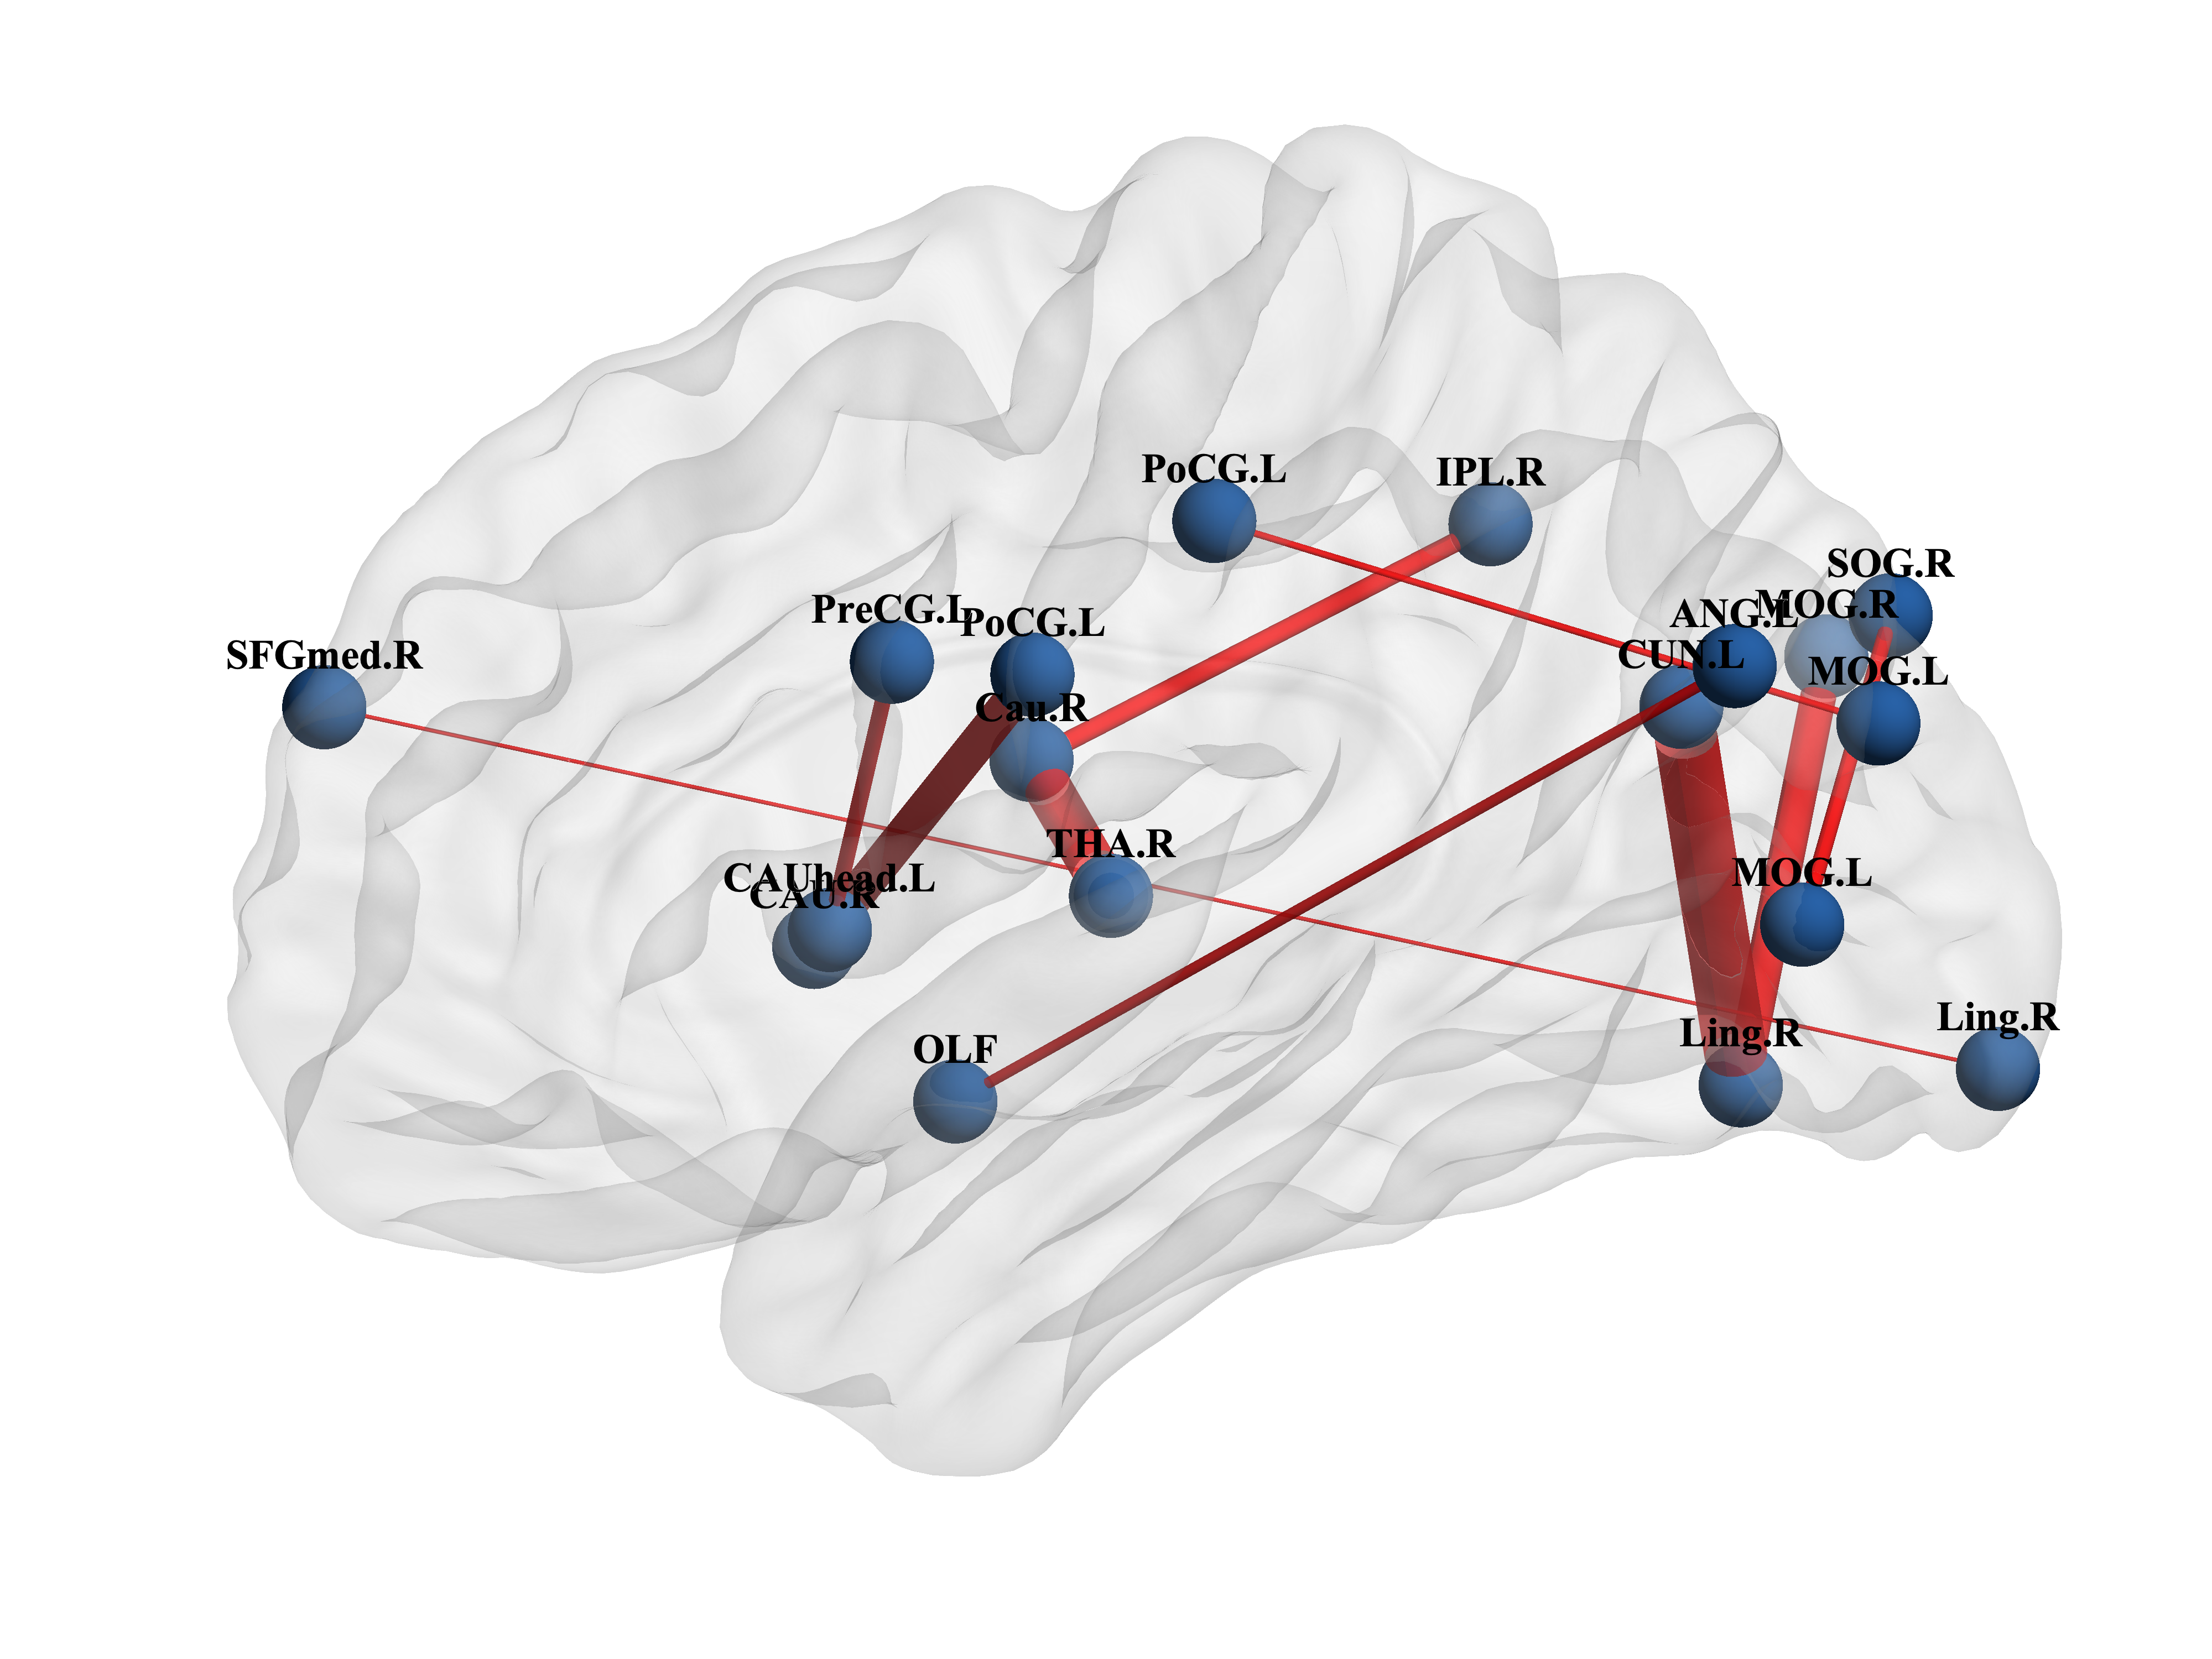 PoCG.L
IPL.R
SOG.R
PreCG.L
PoCG.L
ANG.L
MOG.R
SFGmed.R
CUN.L
MOG.L
Cau.R
THA.R
CAUhead.L
CAU.R
MOG.L
OLF
Ling.R
Ling.R